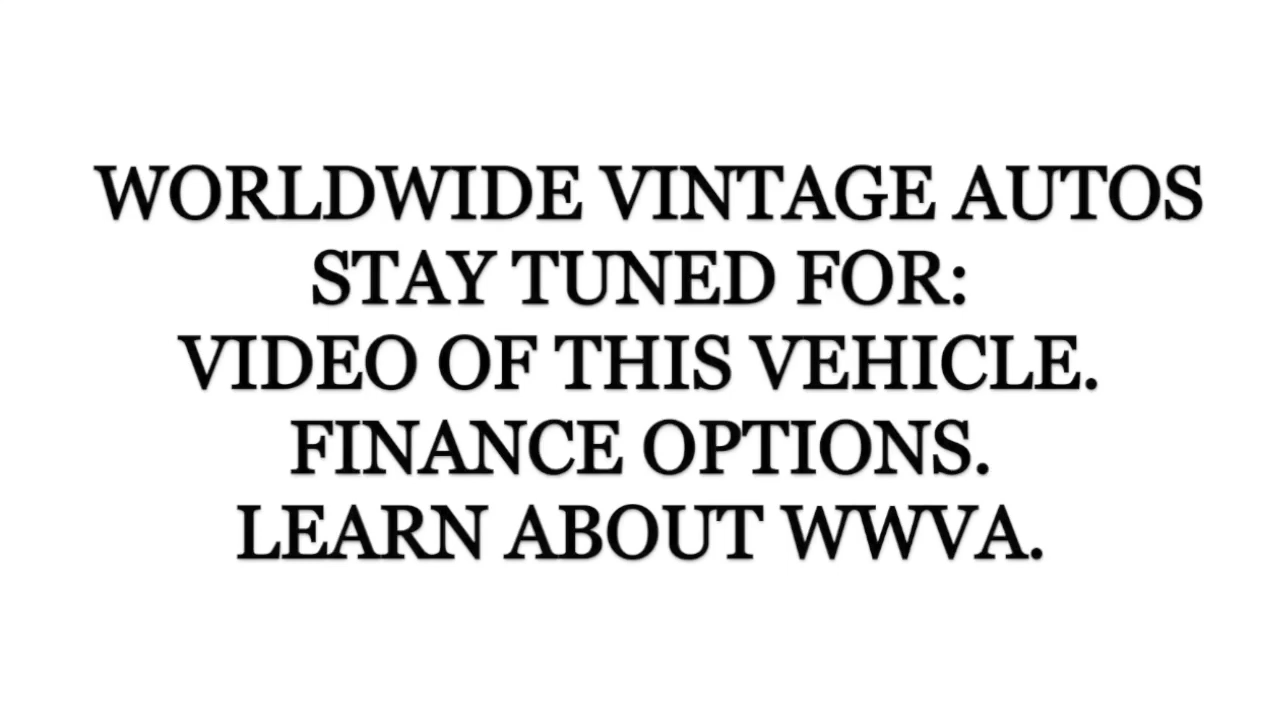 WORLDWIDE VINTAGE AUTOS
STAY TUNED FOR:
VIDEO OF THIS VEHICLE.
FINANCE OPTIONS.
LEARN ABOUT WWVA.